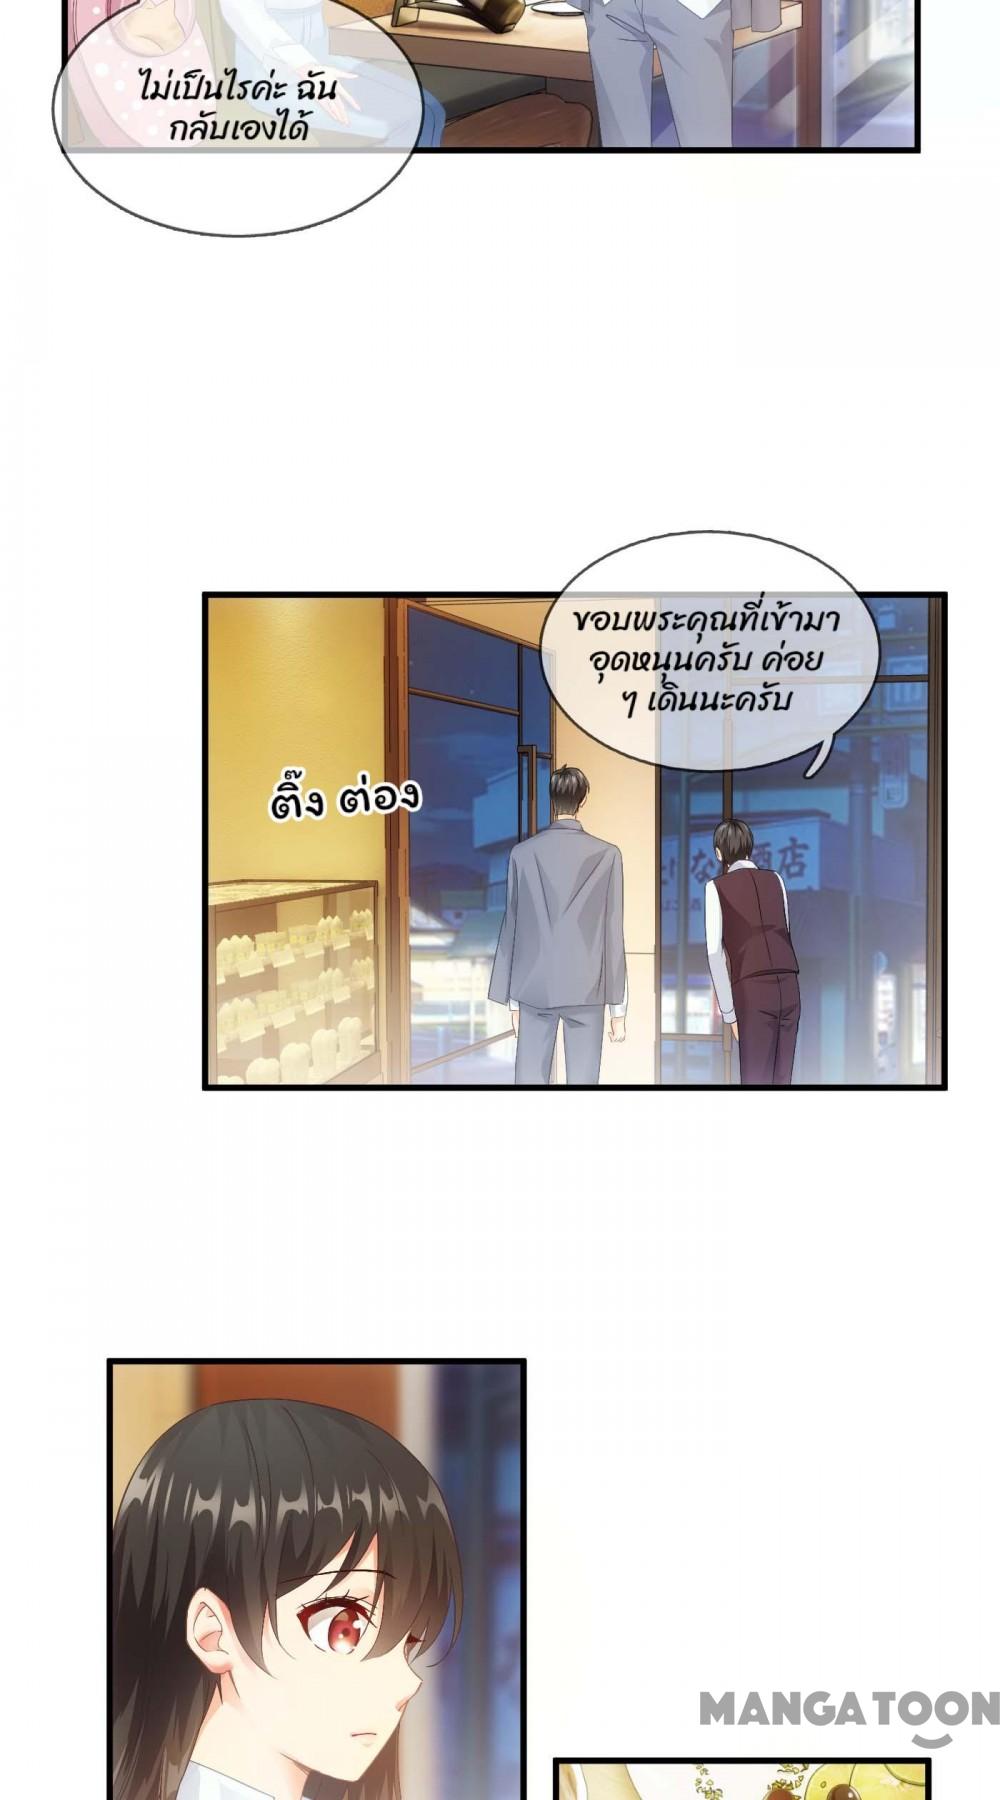 ไม่เป็นไรค่ะ ฉัน
กลับเองได้
ขอบพระคุณที่เข้ามา
อุดหนุนครับ ค่อย
ๆ เดินนะครับ
ติ๊ง ต่อง
な酒店
MANGATOON